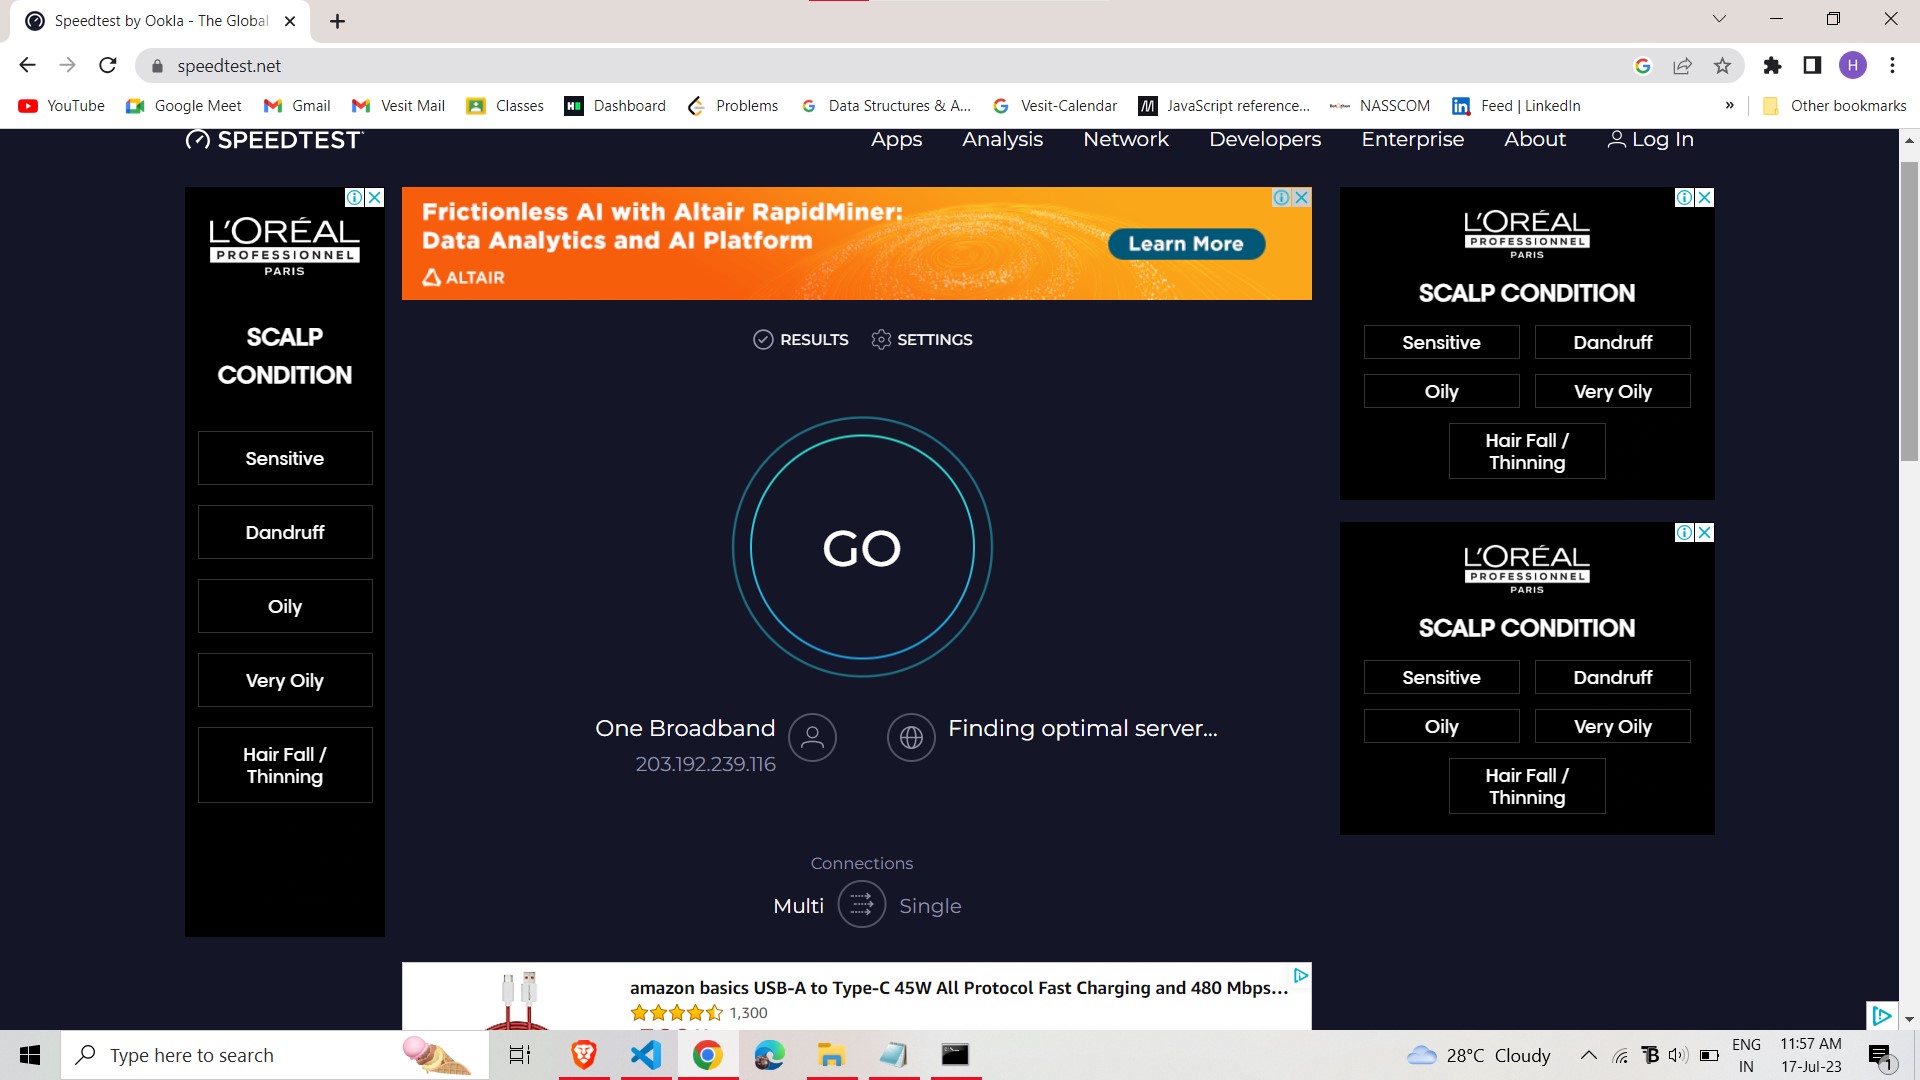 Speedtest by Ookla - The Global
speedtest.net
H
YouTube
Google Meet
Gmail
Vesit Mail
Classes
Dashboard
Problems
Data Structures & A...
Vesit-Calendar
JavaScript reference...
NASSCOM
Feed | LinkedIn
»
Other bookmarks
SPEEDTEST
Apps
Analysis
Network
Developers
Enterprise
About
Log In
L'ORÉAL
PROFESSIONNEL
PARIS
SCALP
CONDITION
Sensitive
Dandruff
Oily
Very Oily
Hair Fall /
Thinning
Frictionless AI with Altair RapidMiner:
Data Analytics and AI Platform
ALTAIR
Learn More
RESULTS
SETTINGS
GO
One Broadband
203.192.239.116
Finding optimal server...
Connections
Multi
Single
amazon basics USB-A to Type-C 45W All Protocol Fast Charging and 480 Mbps...
1,300
L'ORÉAL
PROFESSIONNEL
PARIS
SCALP CONDITION
Sensitive
Dandruff
Oily
Very Oily
Hair Fall /
Thinning
L'ORÉAL
PROFESSIONNEL
PARIS
SCALP CONDITION
Sensitive
Dandruff
Oily
Very Oily
Hair Fall /
Thinning
Type here to search
28°C Cloudy
ENG
IN
11:57 AM
17-Jul-23
1